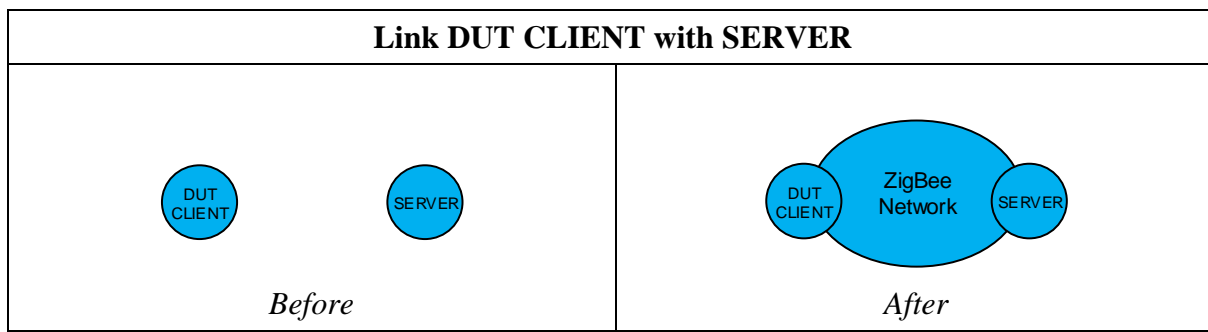 Link DUT CLIENT with SERVER
DUT
CLIENT
SERVER
Before
DUT
CLIENT
ZigBee
Network
SERVER
After